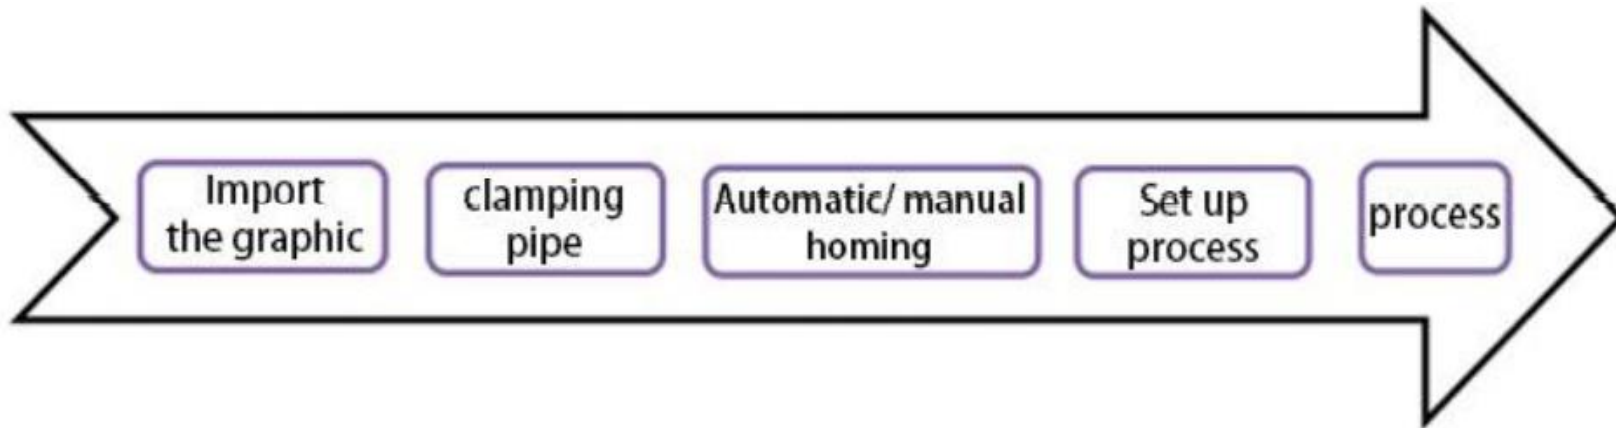 Import
the graphic
clamping
pipe
Automatic/ manual
homing
Set up
process
process